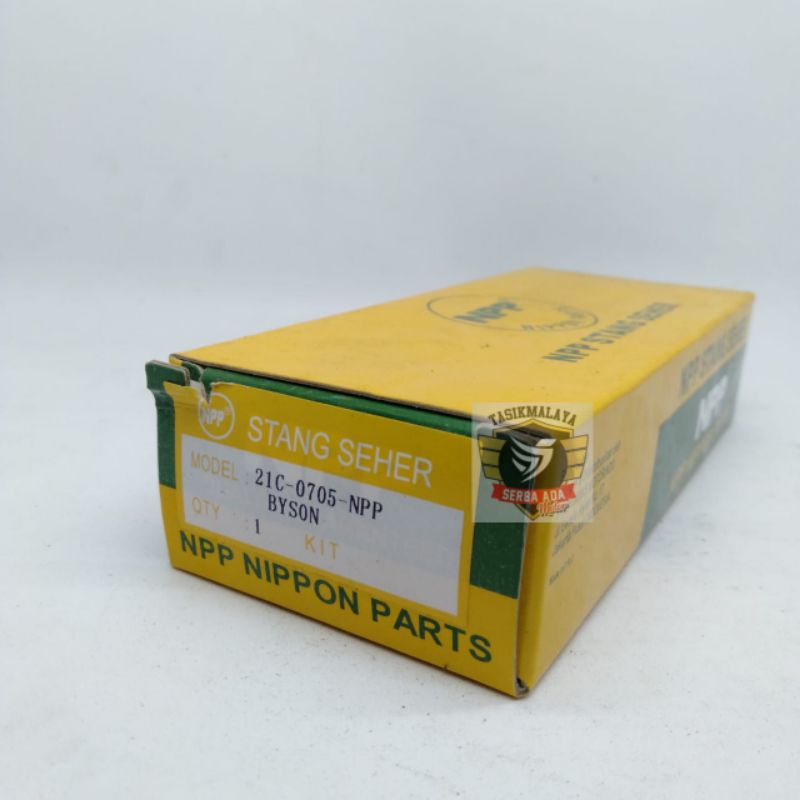 NPP
NPP STANG SEHER
NPP STANG SEHER
NPP
NPP
STANG SEHER
MODEL : 21C-0705-NPP
BYSON
QTY : 1 KIT
NPP NIPPON PARTS
TASIKMALAYA
SERBA ADA
Motor